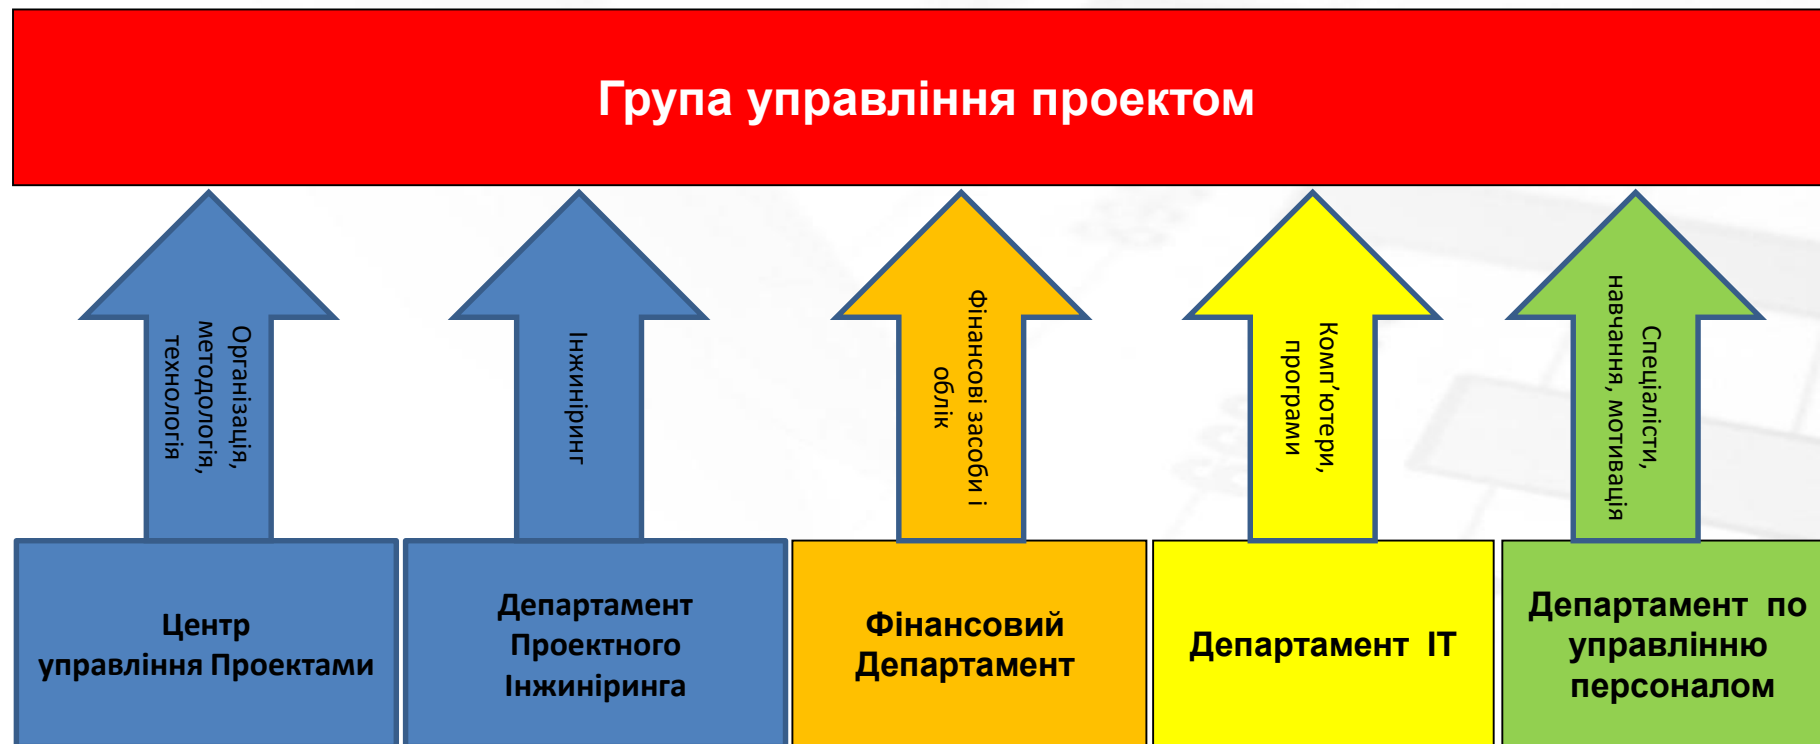 Група управління проектом
Організація,
методологія,
технологія
Інжиніринг
Фінансові засоби і
облік
Комп’ютери,
програми
Спеціалісти,
навчання, мотивація
Центр
управління Проектами
Департамент
Проектного
Інжиніринга
Фінансовий
Департамент
Департамент ІТ
Департамент по
управлінню
персоналом